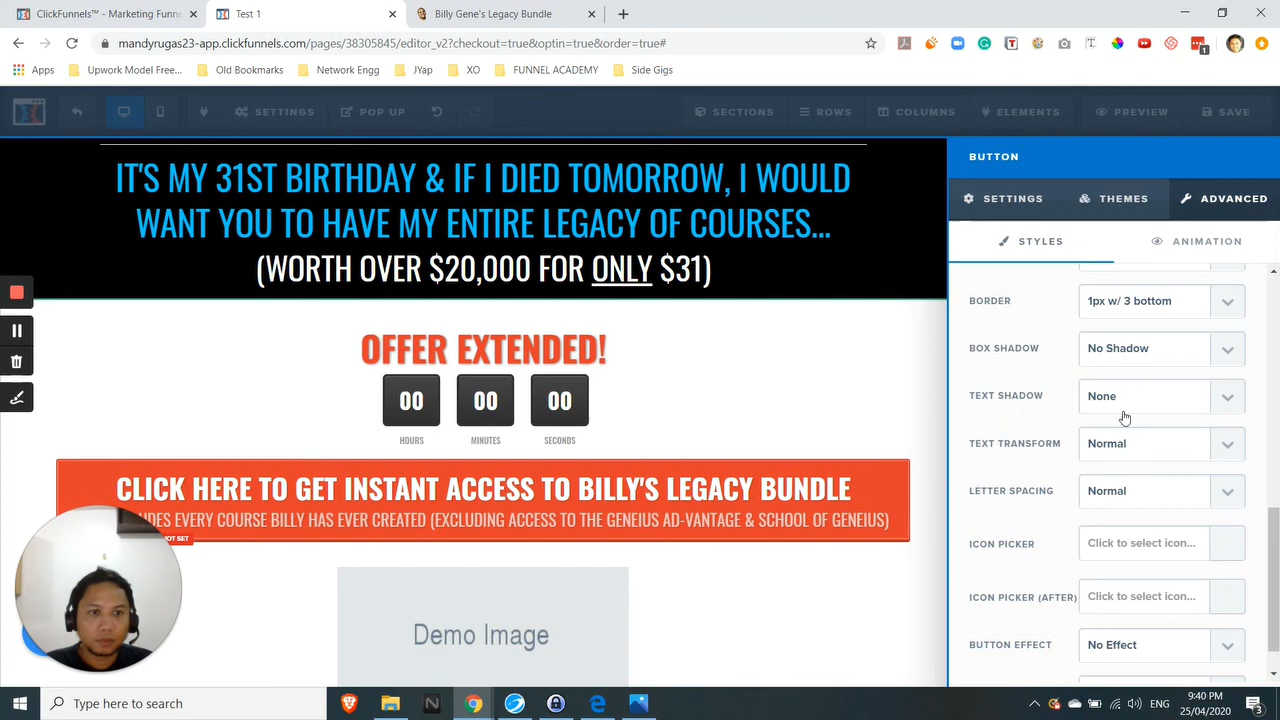 ClickFunnels™ - Marketing Funne
Test 1
Billy Gene's Legacy Bundle
mandyrugas23-app.clickfunnels.com/pages/38305845/editor_v2?checkout=true&optin=true&order=true#
Apps
Upwork Model Free...
Old Bookmarks
Network Engg
JYap
XO
FUNNEL ACADEMY
Side Gigs
SETTINGS
POP UP
SECTIONS
ROWS
COLUMNS
ELEMENTS
PREVIEW
SAVE
IT'S MY 31ST BIRTHDAY & IF I DIED TOMORROW, I WOULD
WANT YOU TO HAVE MY ENTIRE LEGACY OF COURSES...
(WORTH OVER $20,000 FOR ONLY $31)
OFFER EXTENDED!
00 00 00
HOURS MINUTES SECONDS
CLICK HERE TO GET INSTANT ACCESS TO BILLY'S LEGACY BUNDLE
UDES EVERY COURSE BILLY HAS EVER CREATED (EXCLUDING ACCESS TO THE GENEIUS AD-VANTAGE & SCHOOL OF GENEIUS)
NOT SET
Demo Image
BUTTON
SETTINGS
THEMES
ADVANCED
STYLES
ANIMATION
BORDER
1px w/ 3 bottom
BOX SHADOW
No Shadow
TEXT SHADOW
None
TEXT TRANSFORM
Normal
LETTER SPACING
Normal
ICON PICKER
Click to select icon...
ICON PICKER (AFTER)
Click to select icon...
BUTTON EFFECT
No Effect
Type here to search
ENG
9:40 PM
25/04/2020
3